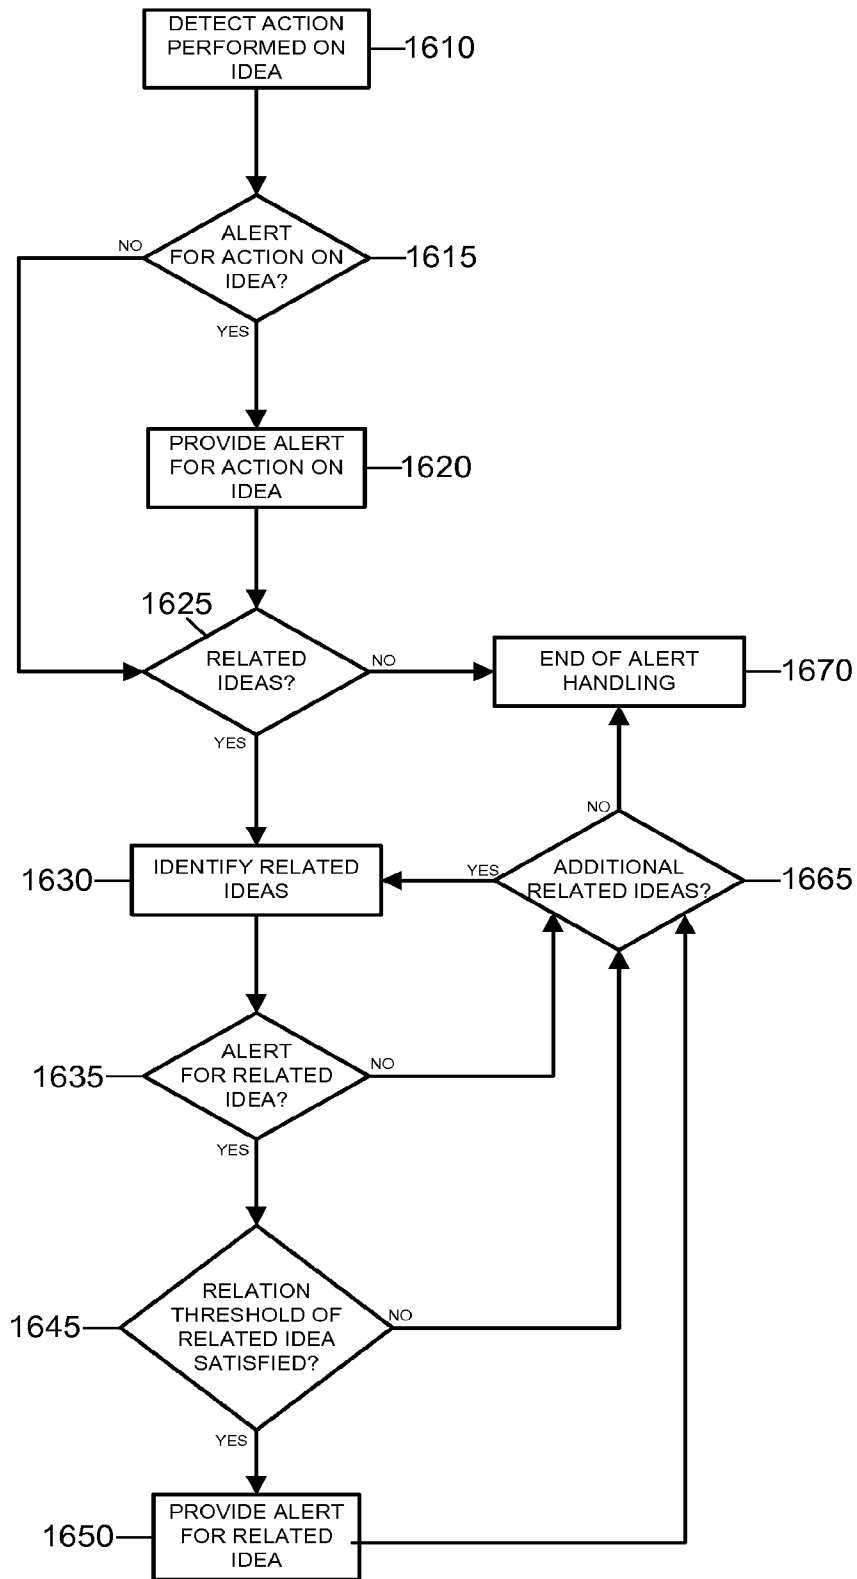 DETECT ACTION
PERFORMED ON
IDEA
1610
ALERT
FOR ACTION ON
IDEA?
1615
NO
YES
PROVIDE ALERT
FOR ACTION ON
IDEA
1620
1625
RELATED
IDEAS?
NO
YES
END OF ALERT
HANDLING
1670
NO
1630
IDENTIFY RELATED
IDEAS
YES
ADDITIONAL
RELATED IDEAS?
1665
1635
ALERT
FOR RELATED
IDEA?
NO
YES
1645
RELATION
THRESHOLD OF
RELATED IDEA
SATISFIED?
NO
YES
1650
PROVIDE ALERT
FOR RELATED
IDEA